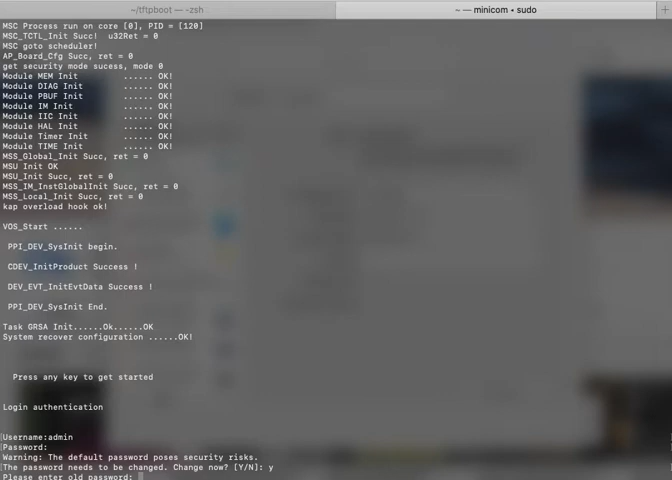 ~/tftpboot — -zsh
~ — minicom • sudo
MSC Process run on core [0], PID = [120]
MSC_TCTL_Init Succ!  u32Ret = 0
MSC goto scheduler!
AP_Board_Cfg Succ, ret = 0
get security mode sucess, mode 0
Module MEM Init        ...... OK!
Module DIAG Init       ...... OK!
Module PBUF Init       ...... OK!
Module IM Init         ...... OK!
Module IIC Init        ...... OK!
Module HAL Init        ...... OK!
Module Timer Init      ...... OK!
Module TIME Init       ...... OK!
MSS_Global_Init Succ, ret = 0
MSU Init OK
MSU_Init Succ, ret = 0
MSS_IM_InstGlobalInit Succ, ret = 0
MSS_Local_Init Succ, ret = 0
kap overload hook ok!
VOS_Start ......
PPI_DEV_SysInit begin.
CDEV_InitProduct Success !
DEV_EVT_InitEvtData Success !
PPI_DEV_SysInit End.
Task GRSA Init......Ok......OK
System recover configuration ......OK!
Press any key to get started
Login authentication
Username:admin
Password:
Warning: The default password poses security risks.
The password needs to be changed. Change now? [Y/N]: y
Please enter old password: